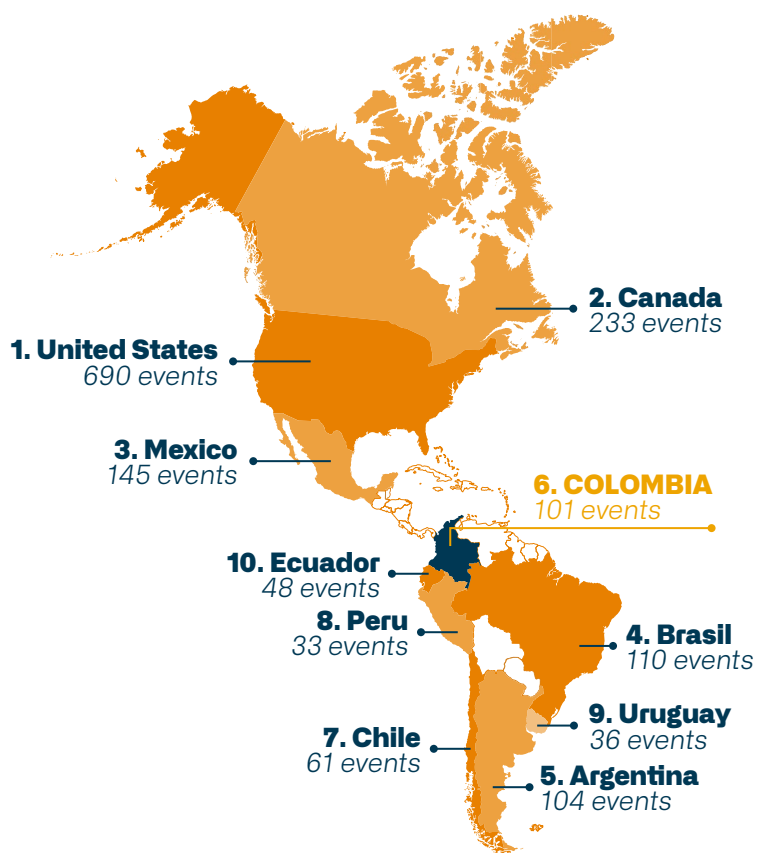 2. Canada
233 events
1. United States
690 events
3. Mexico
145 events
6. COLOMBIA
101 events
10. Ecuador
48 events
8. Peru
33 events
4. Brasil
110 events
9. Uruguay
36 events
7. Chile
61 events
5. Argentina
104 events